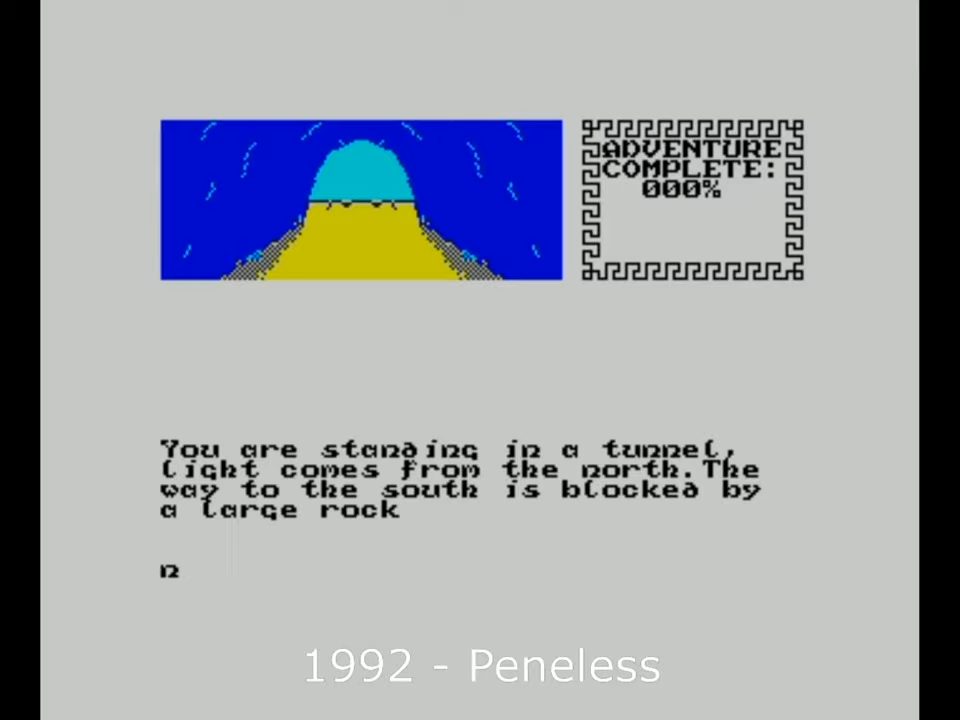 ADVENTURE
COMPLETE:
000%
You are standing in a tunnel,
light comes from the north.The
way to the south is blocked by
a large rock
n
1992 - Peneless